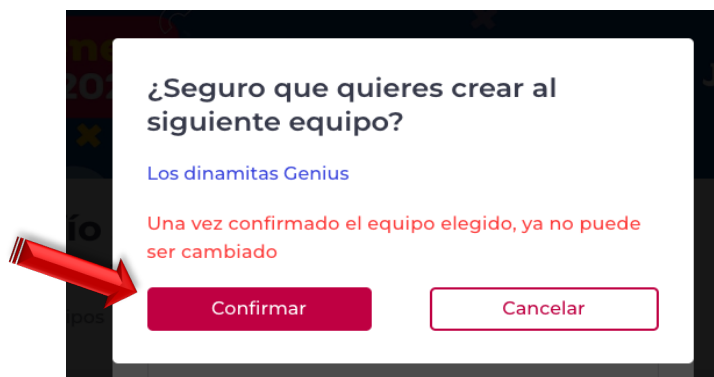 ¿Seguro que quieres crear al
siguiente equipo?
Los dinamitas Genius
Una vez confirmado el equipo elegido, ya no puede
ser cambiado
Confirmar
Cancelar